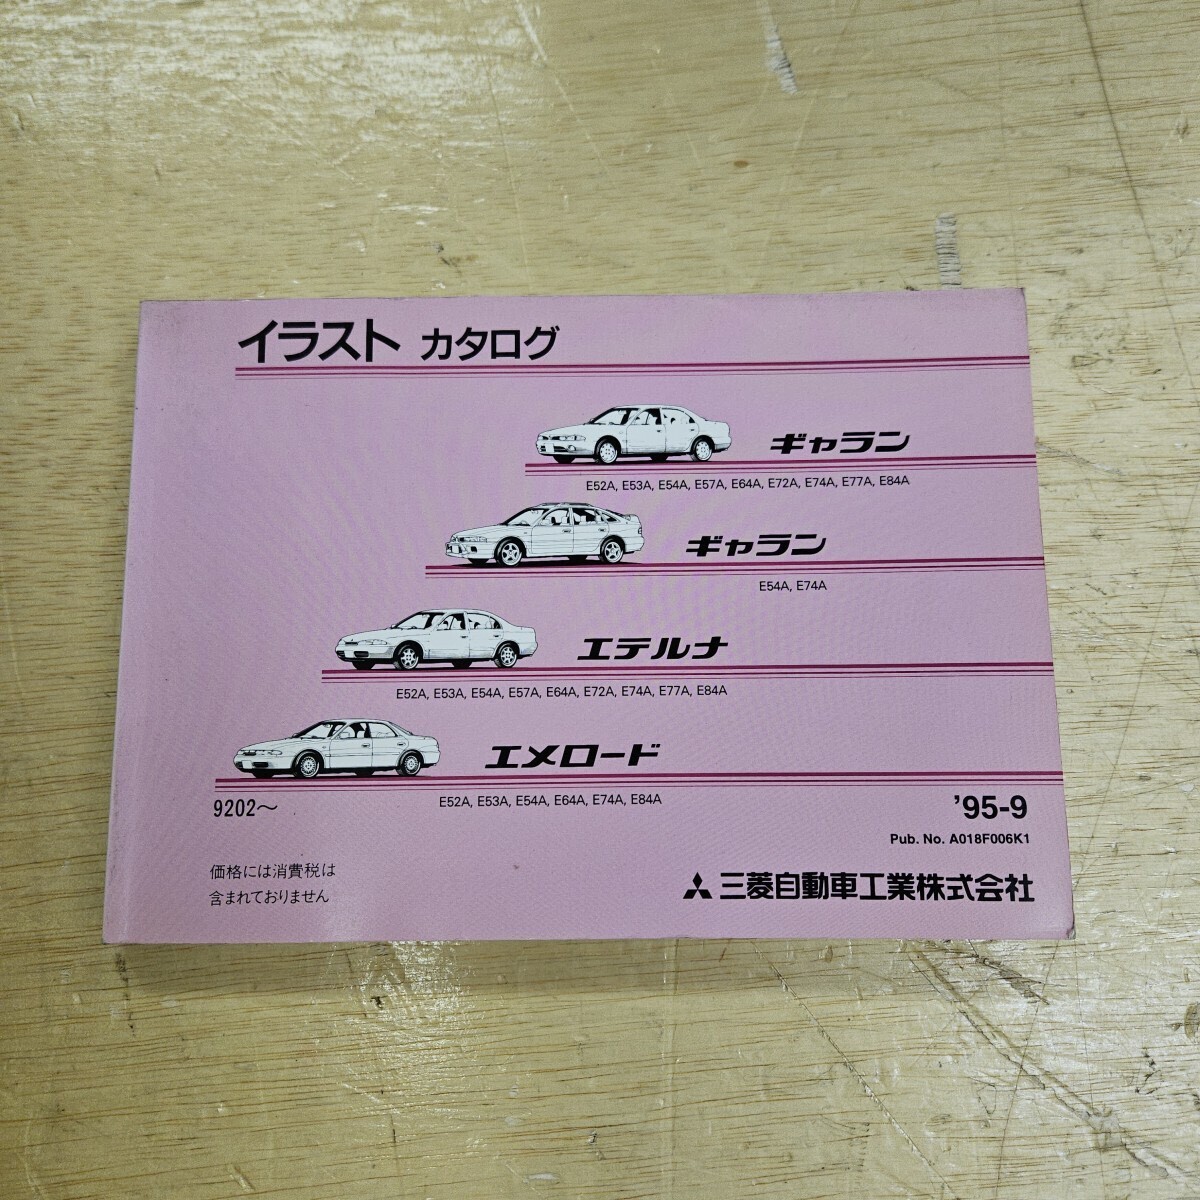 イラスト カタログ
ギャラン
E52A, E53A, E54A, E57A, E64A, E72A, E74A, E77A, E84A
ギャラン
E54A, E74A
エテルナ
E52A, E53A, E54A, E57A, E64A, E72A, E74A, E77A, E84A
エメロード
E52A, E53A, E54A, E64A, E74A, E84A
9202〜
'95-9
Pub. No. A018F006K1
価格には消費税は
含まれておりません
三菱自動車工業株式会社